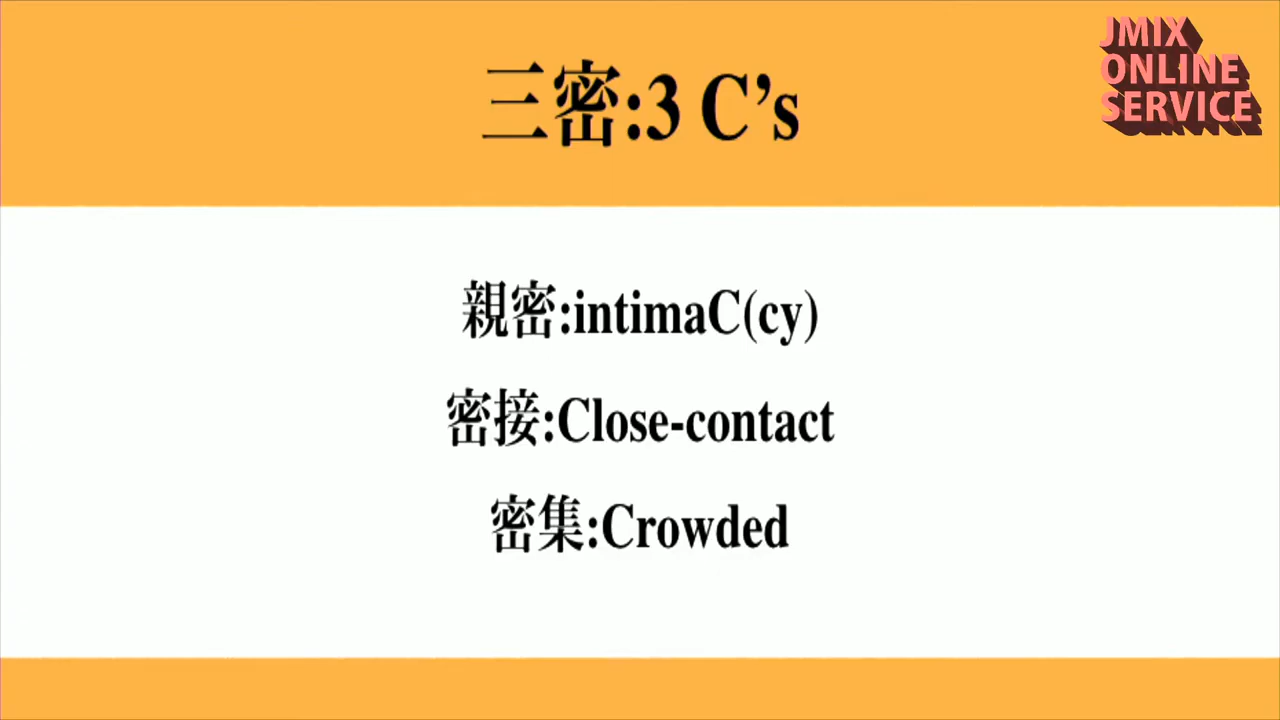 三密:3 C’s
JMIX
ONLINE
SERVICE
親密:intimaC(cy)
密接:Close-contact
密集:Crowded